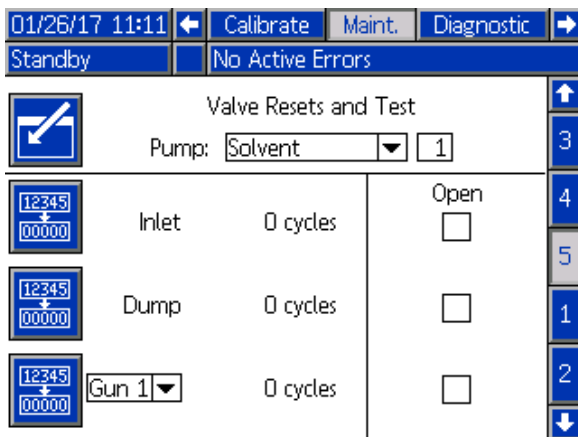 01/26/17 11:11 Calibrate Maint. Diagnostic
Standby No Active Errors
Valve Resets and Test
Pump: Solvent 1
3
Open
12345
00000
Inlet 0 cycles
4
5
12345
00000
Dump 0 cycles
1
12345
00000
Gun 1 0 cycles
2